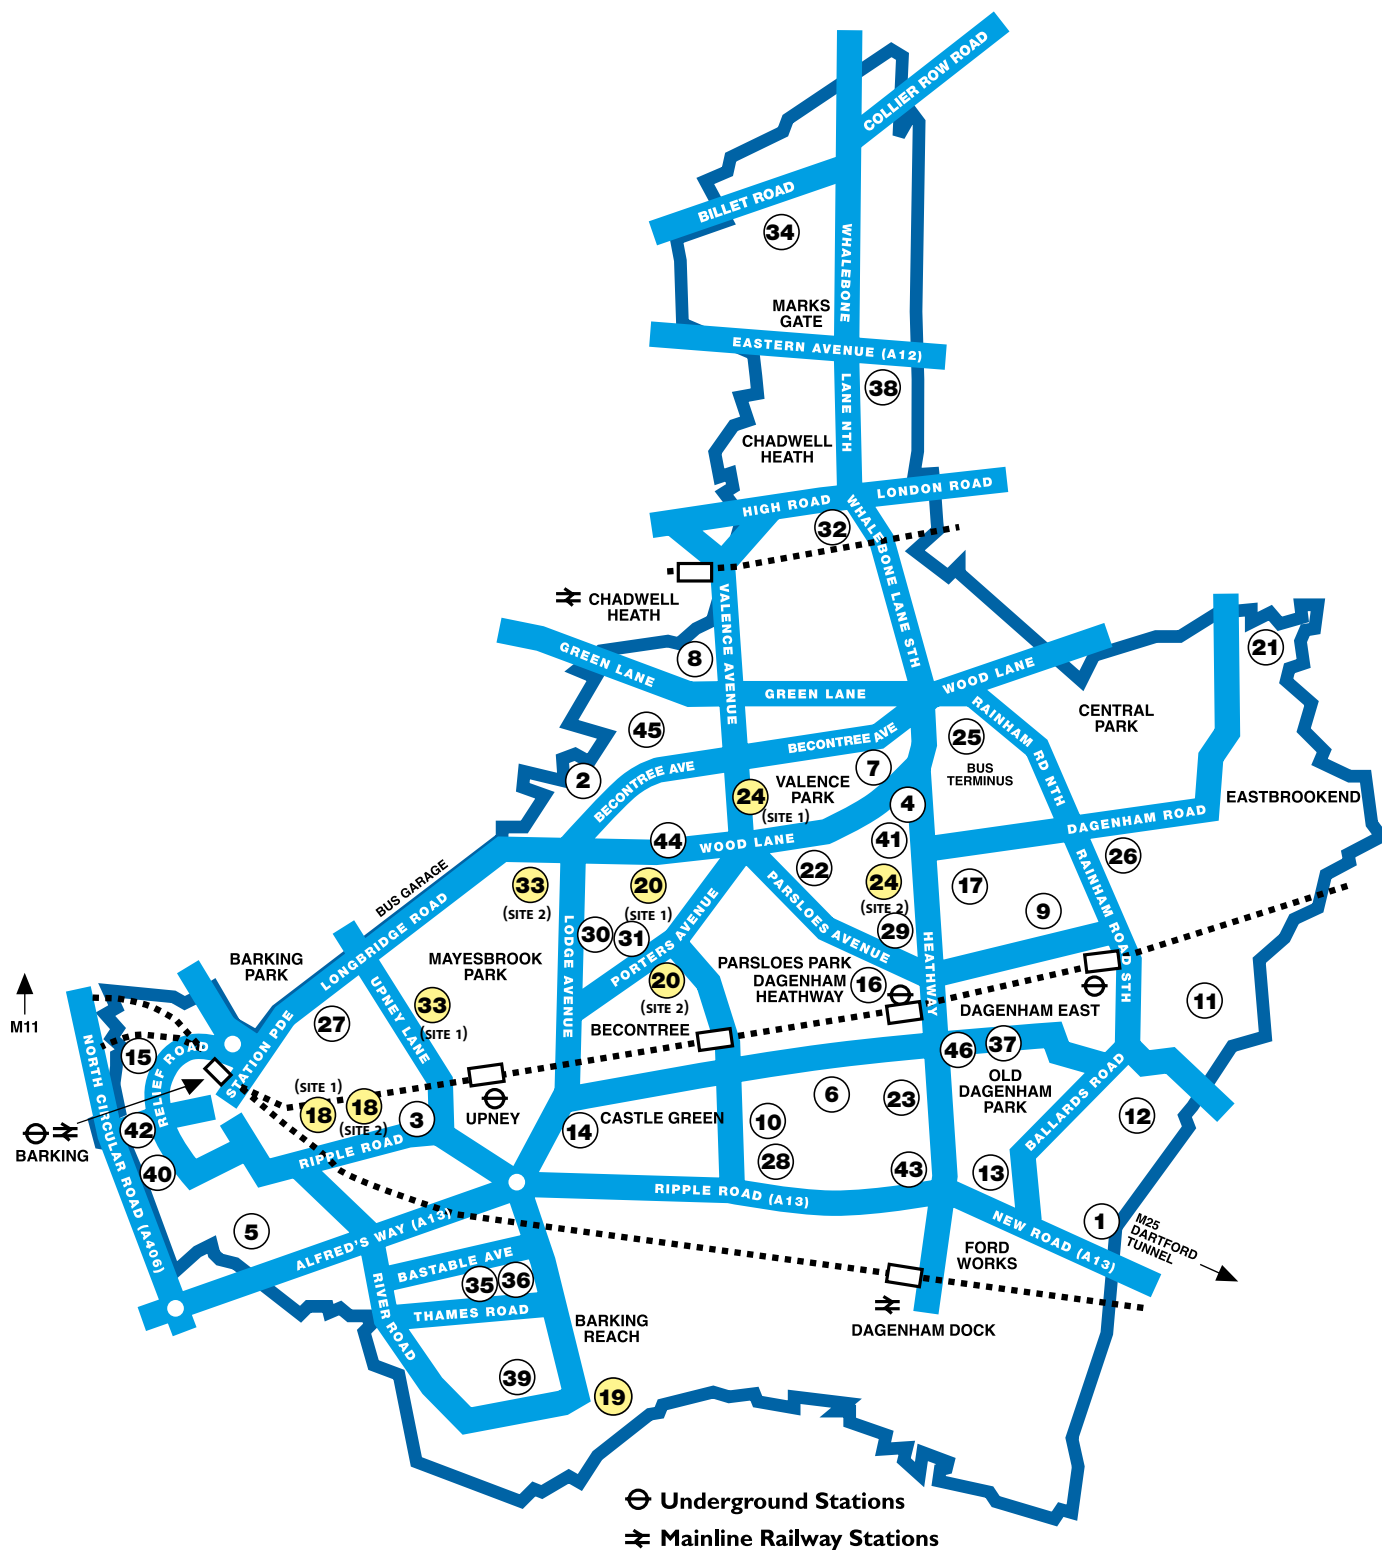 COLLIER ROW ROAD
BILLET ROAD
34
WHALEBONE
LANE NTH
MARKS
GATE
EASTERN AVENUE (A12)
38
CHADWELL
HEATH
HIGH ROAD
LONDON ROAD
32
WHALEBONE LANE STH
CHADWELL
HEATH
VALENCE AVENUE
8
GREEN LANE
GREEN LANE
WOOD LANE
21
CENTRAL
PARK
RAINHAM RD NTH
45
25
BUS
TERMINUS
BECONTREE AVE
BECONTREE AVE
7
2
VALENCE
PARK
24
(SITE 1)
4
EASTBROOKEND
DAGENHAM ROAD
44
WOOD LANE
41
26
BUS GARAGE
LONGBRIDGE ROAD
33
(SITE 2)
20
(SITE 1)
22
24
(SITE 2)
17
9
RAINHAM ROAD STH
LODGE AVENUE
30
31
PORTERS AVENUE
PARSLOES AVENUE
29
HEATHWAY
BARKING
PARK
MAYESBROOK
PARK
PARSLOES PARK
DAGENHAM
HEATHWAY
16
20
(SITE 2)
UPNEY LANE
33
(SITE 1)
11
M11
27
BECONTREE
DAGENHAM EAST
STATION PDE
NORTH CIRCULAR ROAD (A406)
15
RELIEF ROAD
46
37
OLD
DAGENHAM
PARK
BALLARDS ROAD
(SITE 1)
18
18
(SITE 2)
3
UPNEY
CASTLE GREEN
6
23
12
42
BARKING
14
10
RIPPLE ROAD
40
28
43
13
RIPPLE ROAD (A13)
5
ALFRED'S WAY (A13)
1
M25
DARTFORD
TUNNEL
NEW ROAD (A13)
FORD
WORKS
BASTABLE AVE
35
36
RIVER ROAD
THAMES ROAD
BARKING
REACH
DAGENHAM DOCK
39
19
Underground Stations
Mainline Railway Stations